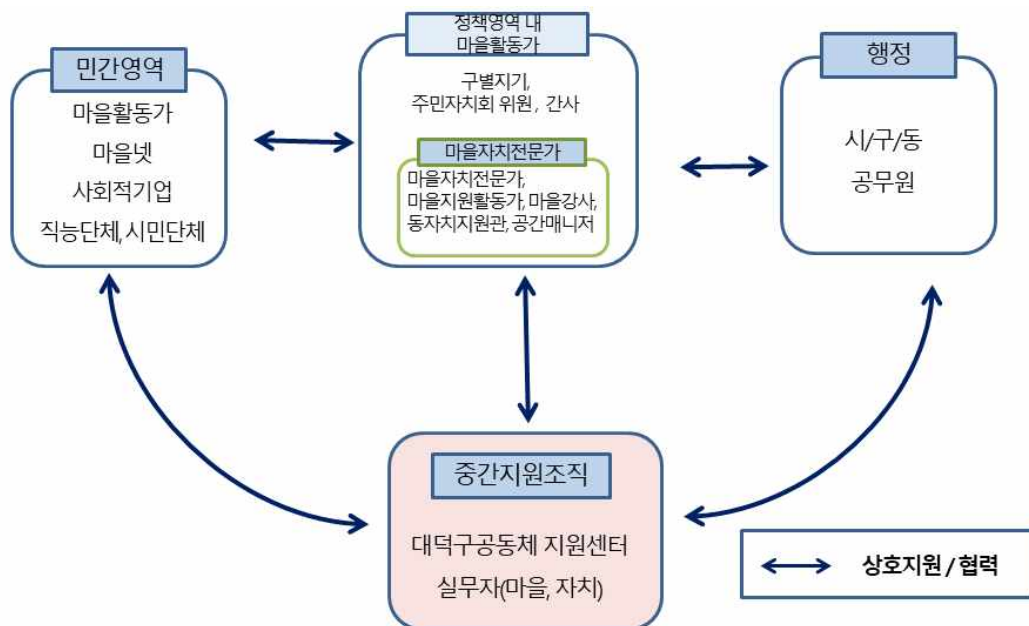 민간영역
마을활동가
마을넷
사회적기업
직능단체,시민단체
정책영역 내
마을활동가
구별지기,
주민자치회 위원, 간사
마을자치전문가
마을자치전문가,
마을지원활동가, 마을강사,
동자치지원관, 공간매니저
행정
시/구/동
공무원
중간지원조직
대덕구공동체 지원센터
실무자(마을, 자치)
상호지원 / 협력